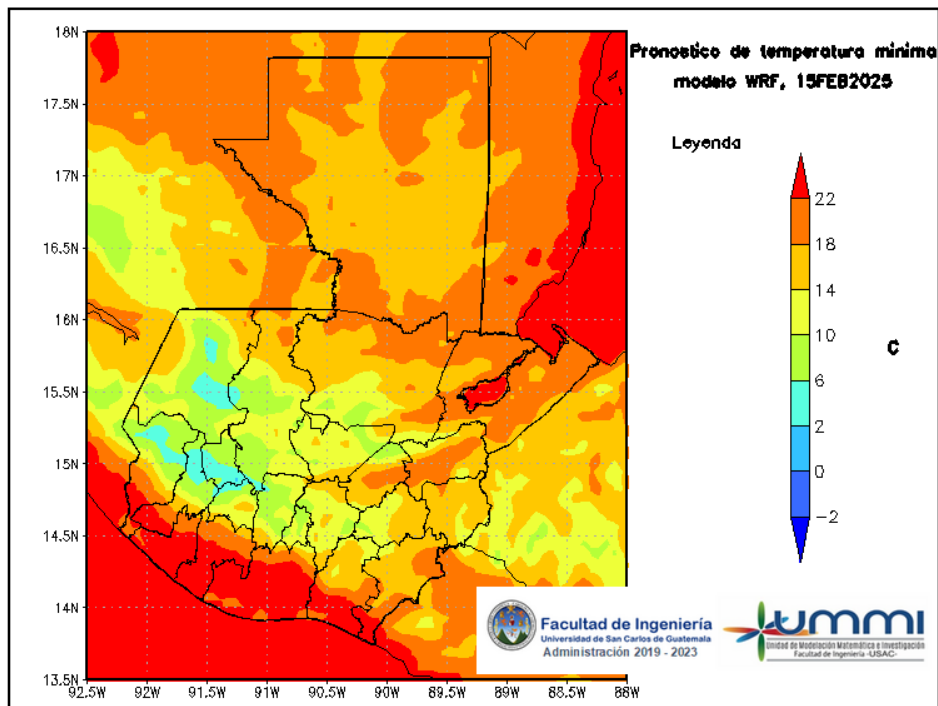 Pronostico de temperatura minima
modelo WRF, 15FEB2025
Leyenda
22
18
14
10
6
2
0
-2
C
18N
17.5N
17N
16.5N
16N
15.5N
15N
14.5N
14N
13.5N
92.5W
92W
91.5W
91W
90.5W
90W
89.5W
89W
88.5W
88W
Facultad de Ingeniería
Universidad de San Carlos de Guatemala
Administración 2019 - 2023
UMMI
Unidad de Modelación Matemática e Investigación
Facultad de Ingeniería -USAC-